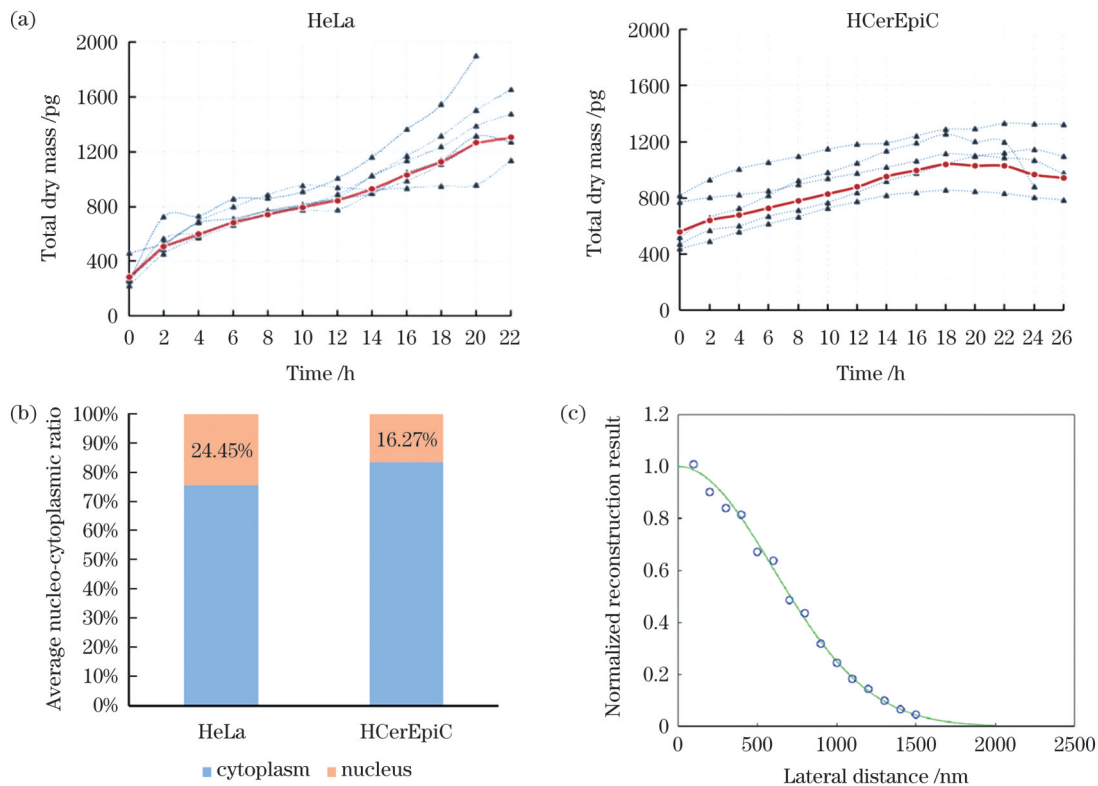 (a)
HeLa
Total dry mass /pg
2000
1600
1200
800
400
0
0 2 4 6 8 10 12 14 16 18 20 22
Time /h
HCerEpiC
Total dry mass /pg
2000
1600
1200
800
400
0
0 2 4 6 8 10 12 14 16 18 20 22 24 26
Time /h
(b)
Average nucleo-cytoplasmic ratio
100%
90%
80%
70%
60%
50%
40%
30%
20%
10%
0%
24.45%
16.27%
HeLa HCerEpiC
cytoplasm nucleus
(c)
Normalized reconstruction result
1.2
1.0
0.8
0.6
0.4
0.2
0
0 500 1000 1500 2000 2500
Lateral distance /nm